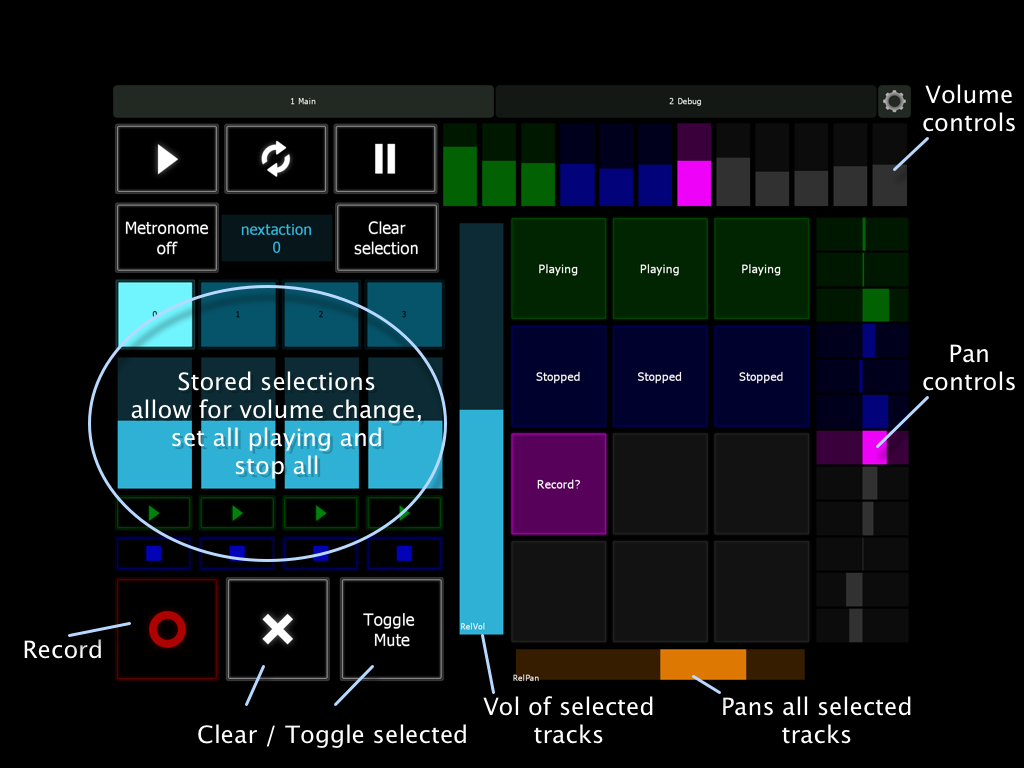 1 Main
2 Debug
Volume
controls
Metronome
off
nextaction
0
Clear
selection
Playing
Playing
Playing
0
1
2
3
Stored selections
allow for volume change,
set all playing and
stop all
Stopped
Stopped
Stopped
Pan
controls
Record?
Record
Toggle
Mute
RelVol
RelPan
Clear / Toggle selected
Vol of selected
tracks
Pans all selected
tracks